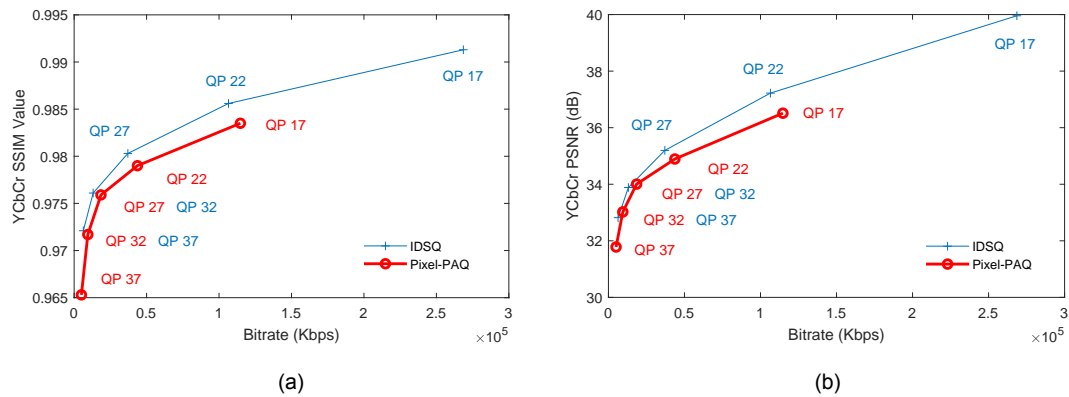 0.995
0.99
0.985
0.98
0.975
0.97
0.965
YCbCr SSIM Value
QP 22
QP 17
QP 27
QP 17
QP 22
QP 27 QP 32
QP 32 QP 37
QP 37
IDSQ
Pixel-PAQ
0 0.5 1 1.5 2 2.5 3
Bitrate (Kbps)
×10⁵
(a)
40
38
36
34
32
30
YCbCr PSNR (dB)
QP 17
QP 22
QP 27
QP 17
QP 22
QP 27 QP 32
QP 32 QP 37
QP 37
IDSQ
Pixel-PAQ
0 0.5 1 1.5 2 2.5 3
Bitrate (Kbps)
×10⁵
(b)